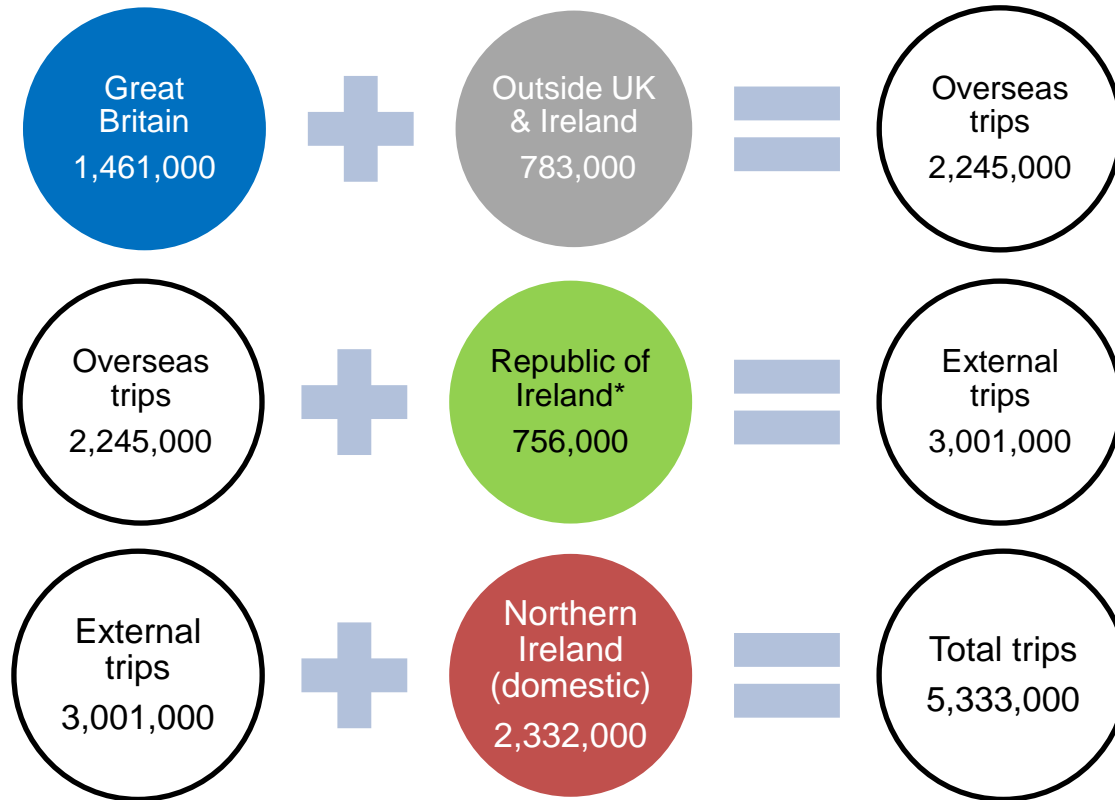 Great
Britain
1,461,000
Outside UK
& Ireland
783,000
Overseas
trips
2,245,000
Overseas
trips
2,245,000
Republic of
Ireland*
756,000
External
trips
3,001,000
External
trips
3,001,000
Northern
Ireland
(domestic)
2,332,000
Total trips
5,333,000